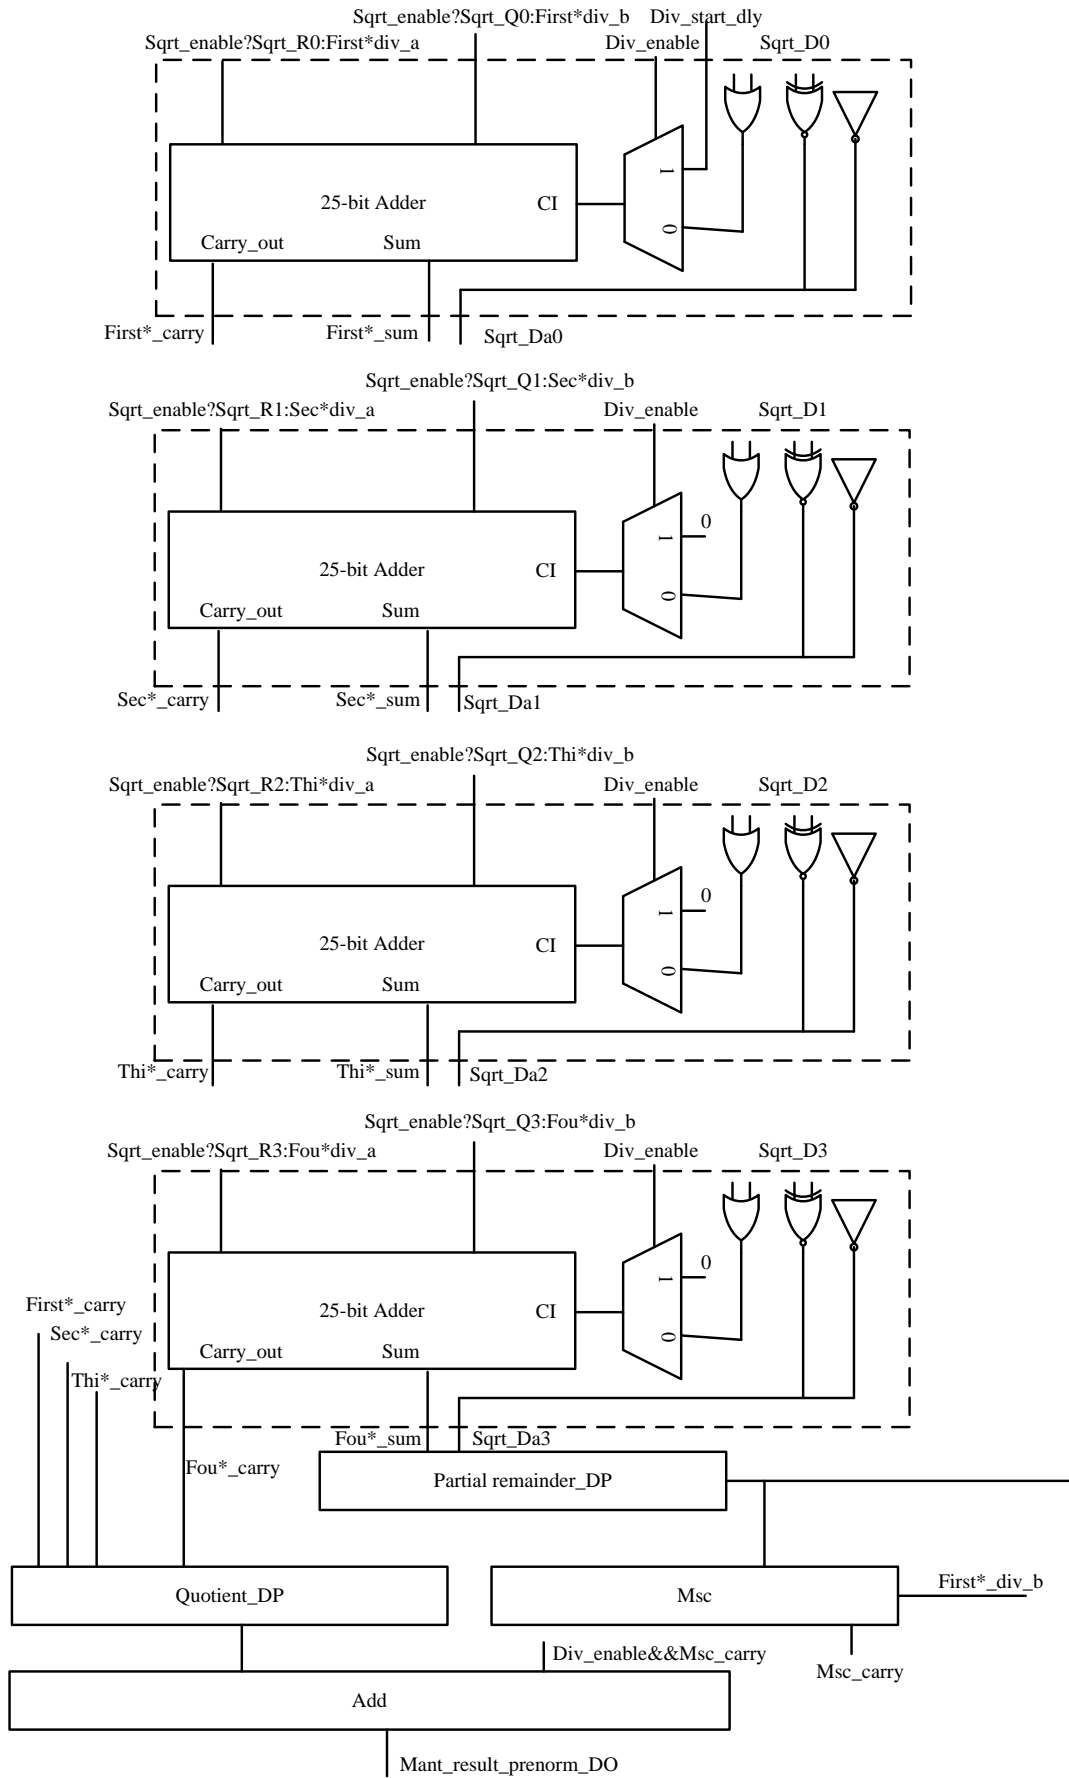 Sqrt_enable?Sqrt_Q0:First*div_b Div_start_dly
Sqrt_enable?Sqrt_R0:First*div_a Div_enable Sqrt_D0
1
25-bit Adder CI
0
Carry_out Sum
First*_carry First*_sum Sqrt_Da0
Sqrt_enable?Sqrt_Q1:Sec*div_b
Sqrt_enable?Sqrt_R1:Sec*div_a Div_enable Sqrt_D1
0
1
25-bit Adder CI
0
Carry_out Sum
Sec*_carry Sec*_sum Sqrt_Da1
Sqrt_enable?Sqrt_Q2:Thi*div_b
Sqrt_enable?Sqrt_R2:Thi*div_a Div_enable Sqrt_D2
0
1
25-bit Adder CI
0
Carry_out Sum
Thi*_carry Thi*_sum Sqrt_Da2
Sqrt_enable?Sqrt_Q3:Fou*div_b
Sqrt_enable?Sqrt_R3:Fou*div_a Div_enable Sqrt_D3
0
1
First*_carry 25-bit Adder CI
Sec*_carry 0
Carry_out Sum
Thi*_carry
Fou*_sum Sqrt_Da3
Fou*_carry
Partial remainder_DP
First*_div_b
Quotient_DP Msc
Div_enable&&Msc_carry
Msc_carry
Add
Mant_result_prenorm_DO